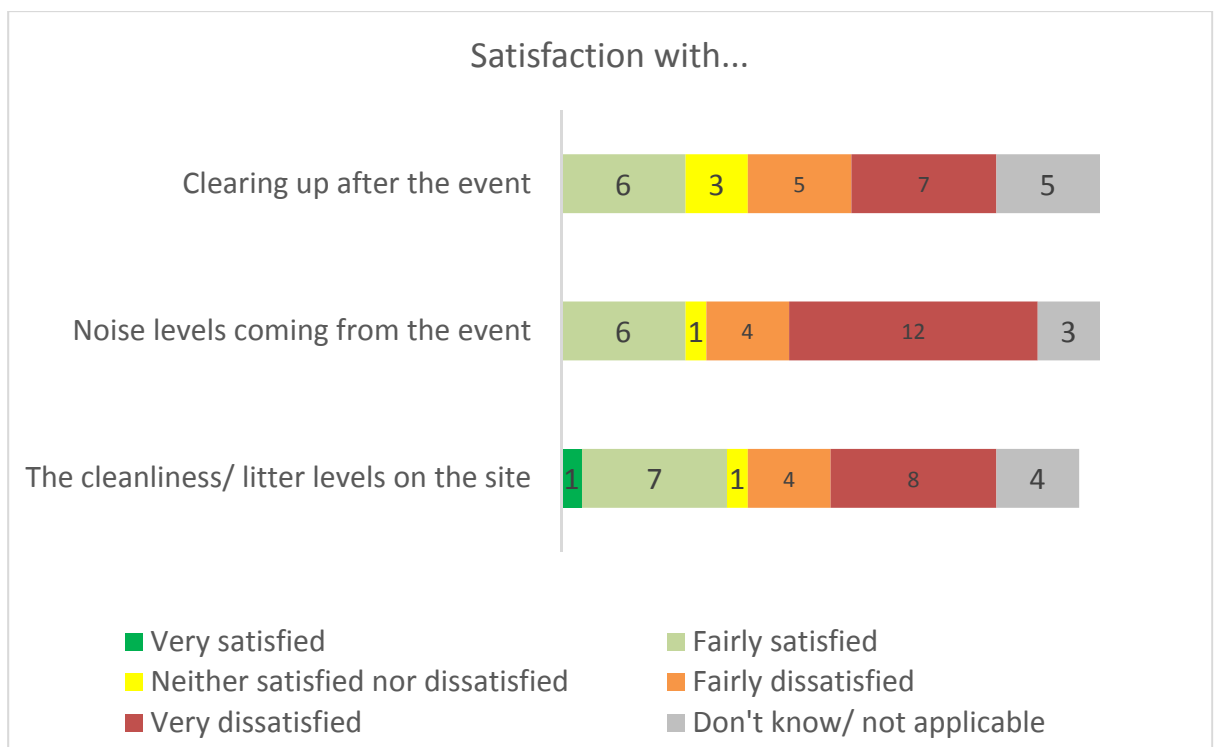 Satisfaction with...
Clearing up after the event
6 3 5 7 5
Noise levels coming from the event
6 1 4 12 3
The cleanliness/ litter levels on the site
1 7 1 4 8 4
Very satisfied
Fairly satisfied
Neither satisfied nor dissatisfied
Fairly dissatisfied
Very dissatisfied
Don't know/ not applicable